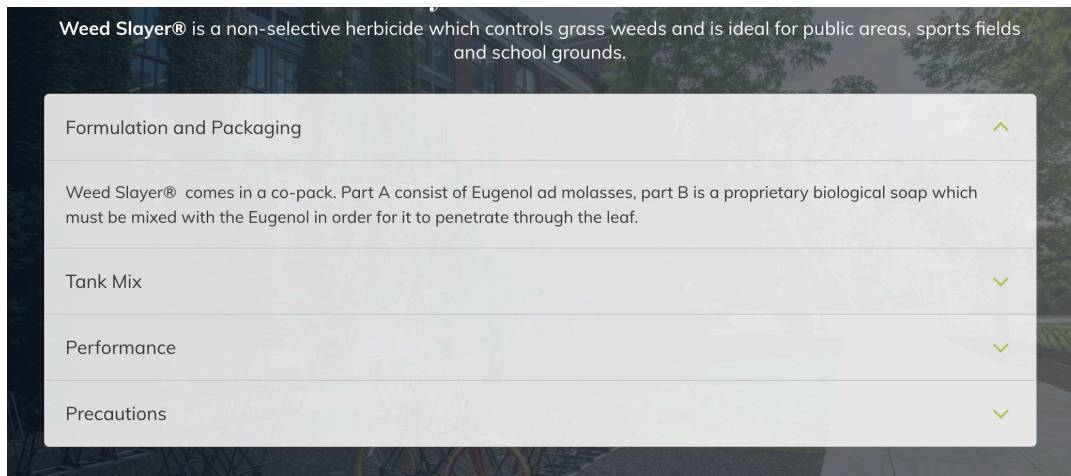 Weed Slayer® is a non-selective herbicide which controls grass weeds and is ideal for public areas, sports fields
and school grounds.
Formulation and Packaging
Weed Slayer®  comes in a co-pack. Part A consist of Eugenol ad molasses, part B is a proprietary biological soap which
must be mixed with the Eugenol in order for it to penetrate through the leaf.
Tank Mix
Performance
Precautions